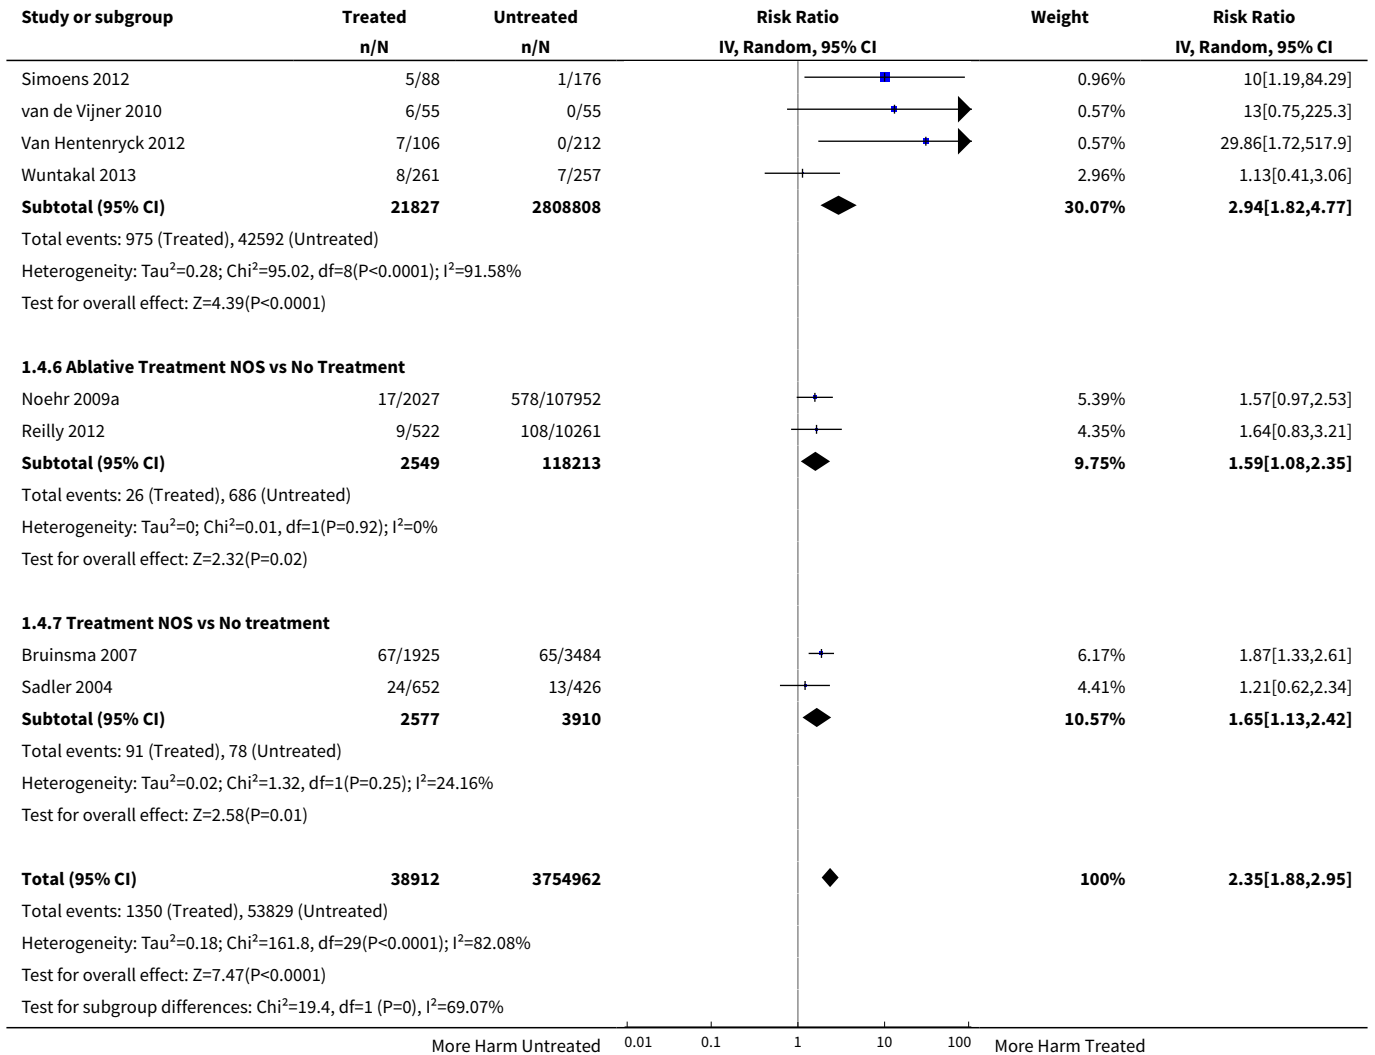 Study or subgroup Treated Untreated Risk Ratio Weight Risk Ratio
n/N n/N IV, Random, 95% CI IV, Random, 95% CI
Simoens 2012 5/88 1/176 0.96% 10[1.19,84.29]
van de Vijner 2010 6/55 0/55 0.57% 13[0.75,225.3]
Van Hentenryck 2012 7/106 0/212 0.57% 29.86[1.72,517.9]
Wuntakal 2013 8/261 7/257 2.96% 1.13[0.41,3.06]
Subtotal (95% CI) 21827 2808808 30.07% 2.94[1.82,4.77]
Total events: 975 (Treated), 42592 (Untreated)
Heterogeneity: Tau²=0.28; Chi²=95.02, df=8(P<0.0001); I²=91.58%
Test for overall effect: Z=4.39(P<0.0001)
1.4.6 Ablative Treatment NOS vs No Treatment
Noehr 2009a 17/2027 578/107952 5.39% 1.57[0.97,2.53]
Reilly 2012 9/522 108/10261 4.35% 1.64[0.83,3.21]
Subtotal (95% CI) 2549 118213 9.75% 1.59[1.08,2.35]
Total events: 26 (Treated), 686 (Untreated)
Heterogeneity: Tau²=0; Chi²=0.01, df=1(P=0.92); I²=0%
Test for overall effect: Z=2.32(P=0.02)
1.4.7 Treatment NOS vs No treatment
Bruinsma 2007 67/1925 65/3484 6.17% 1.87[1.33,2.61]
Sadler 2004 24/652 13/426 4.41% 1.21[0.62,2.34]
Subtotal (95% CI) 2577 3910 10.57% 1.65[1.13,2.42]
Total events: 91 (Treated), 78 (Untreated)
Heterogeneity: Tau²=0.02; Chi²=1.32, df=1(P=0.25); I²=24.16%
Test for overall effect: Z=2.58(P=0.01)
Total (95% CI) 38912 3754962 100% 2.35[1.88,2.95]
Total events: 1350 (Treated), 53829 (Untreated)
Heterogeneity: Tau²=0.18; Chi²=161.8, df=29(P<0.0001); I²=82.08%
Test for overall effect: Z=7.47(P<0.0001)
Test for subgroup differences: Chi²=19.4, df=1 (P=0), I²=69.07%
More Harm Untreated 0.01 0.1 1 10 100 More Harm Treated